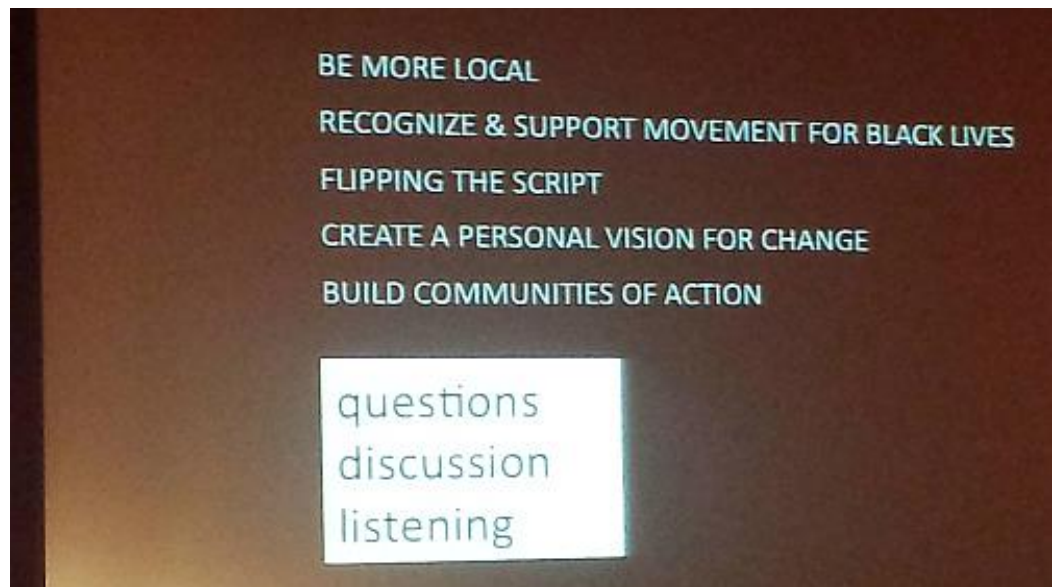 BE MORE LOCAL
RECOGNIZE & SUPPORT MOVEMENT FOR BLACK LIVES
FLIPPING THE SCRIPT
CREATE A PERSONAL VISION FOR CHANGE
BUILD COMMUNITIES OF ACTION
questions
discussion
listening